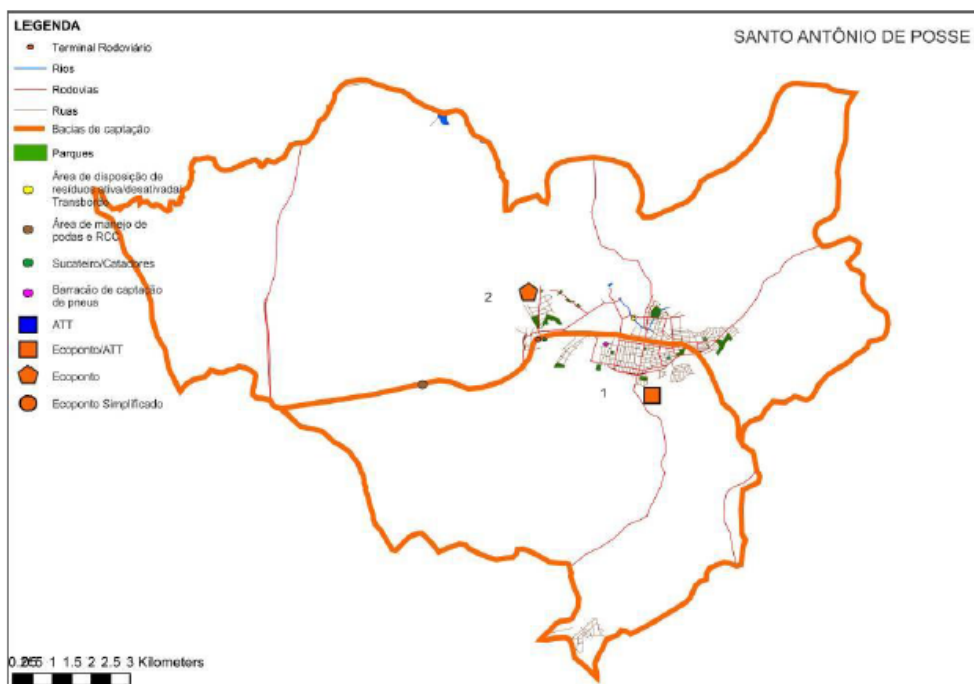 LEGENDA
SANTO ANTÔNIO DE POSSE
Terminal Rodoviário
Rios
Rodovias
Ruas
Bacias de captação
Parques
Área de disposição de
resíduos ativa/desativada/
Transbordo
Área de manejo de
podas e RCC
Sucateiro/Catadores
Barracão de captação
de pneus
ATT
Ecoponto/ATT
Ecoponto
Ecoponto Simplificado
2
1
1 1.5 2 2.5 3 Kilometers